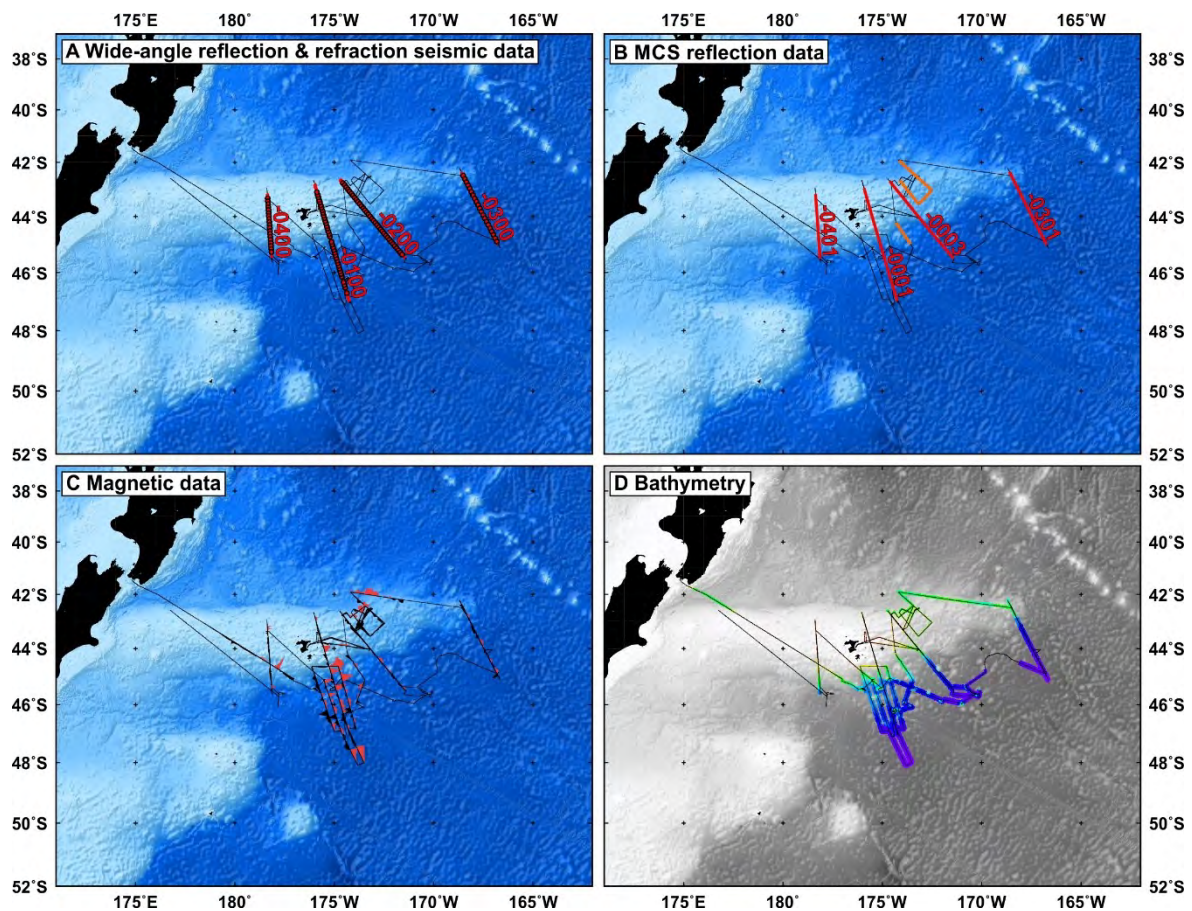 175°E 180° 175°W 170°W 165°W 175°E 180° 175°W 170°W 165°W
A Wide-angle reflection & refraction seismic data
B MCS reflection data
38°S 38°S
40°S 40°S
42°S 42°S
44°S 44°S
46°S 46°S
48°S 48°S
50°S 50°S
52°S 52°S
-0400
-0100
-0200
-0300
-0401
-0001
-0301
C Magnetic data
D Bathymetry
38°S 38°S
40°S 40°S
42°S 42°S
44°S 44°S
46°S 46°S
48°S 48°S
50°S 50°S
52°S 52°S
175°E 180° 175°W 170°W 165°W 175°E 180° 175°W 170°W 165°W